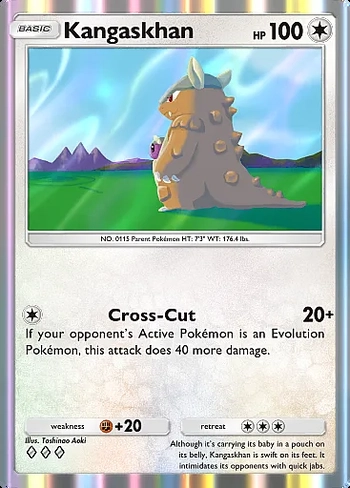 BASIC Kangaskhan HP 100
NO. 0115 Parent Pokémon HT: 7'3" WT: 176.4 lbs.
Cross-Cut 20+
If your opponent's Active Pokémon is an Evolution
Pokémon, this attack does 40 more damage.
weakness +20 retreat
Illus. Toshinao Aoki
Although it's carrying its baby in a pouch on
its belly, Kangaskhan is swift on its feet. It
intimidates its opponents with quick jabs.